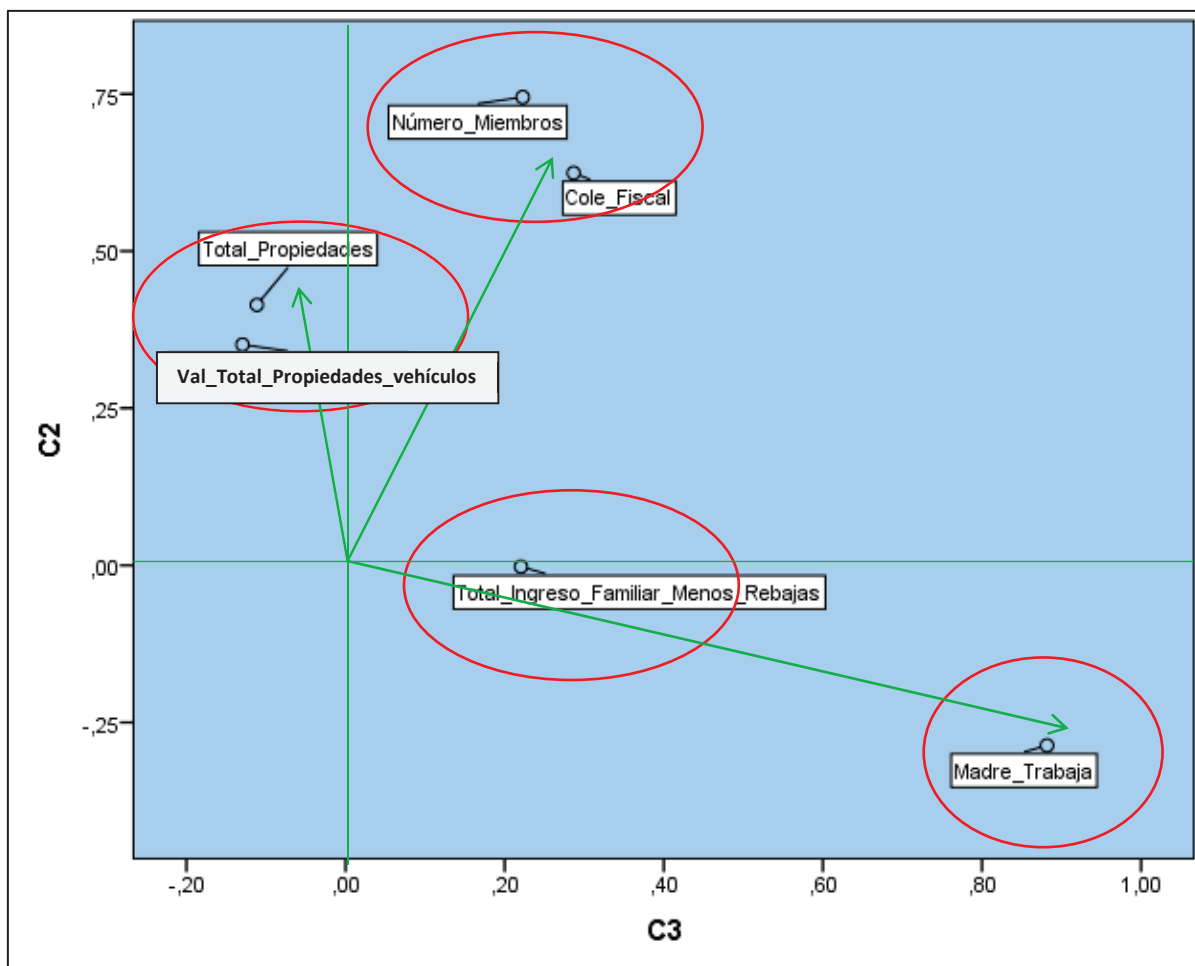 ,75
Número_Miembros
Cole_Fiscal
,50
Total_Propiedades
Val_Total_Propiedades_vehículos
,25
C2
,00
Total_Ingreso_Familiar_Menos_Rebajas
-,25
Madre_Trabaja
-,20 ,00 ,20 ,40 ,60 ,80 1,00
C3